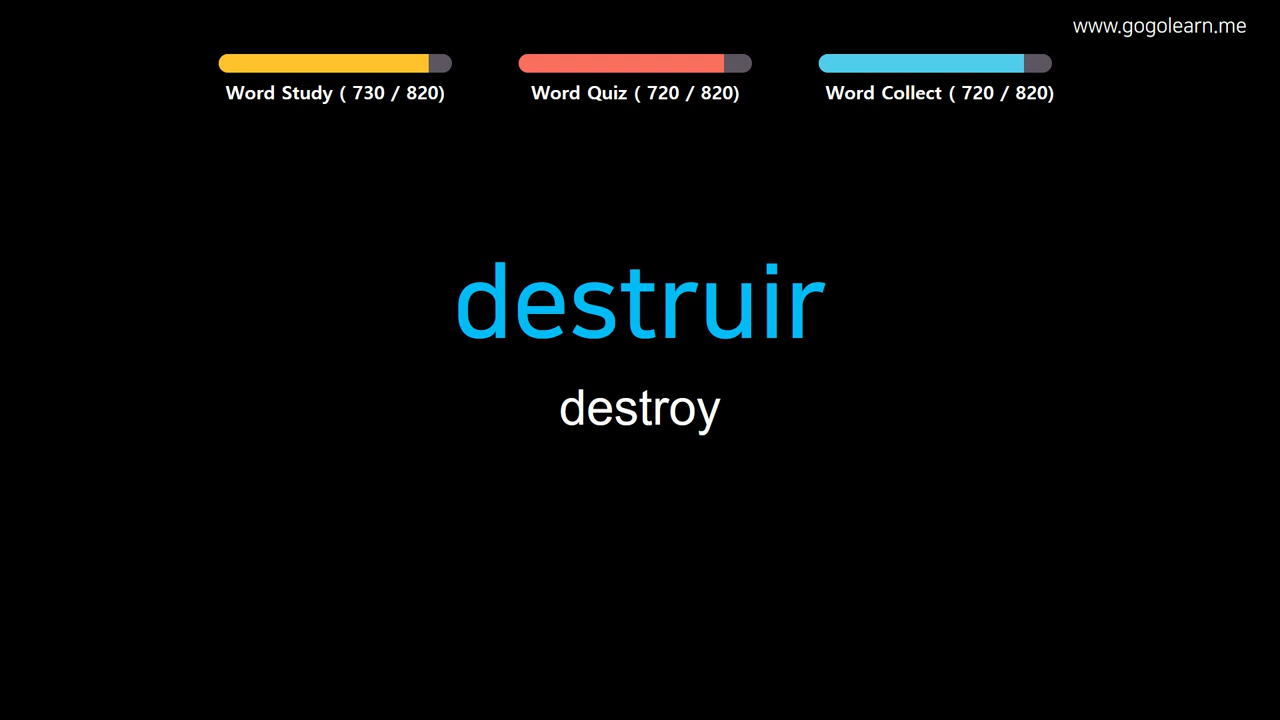 www.gogolearn.me
Word Study ( 730 / 820)
Word Quiz ( 720 / 820)
Word Collect ( 720 / 820)
destruir
destroy